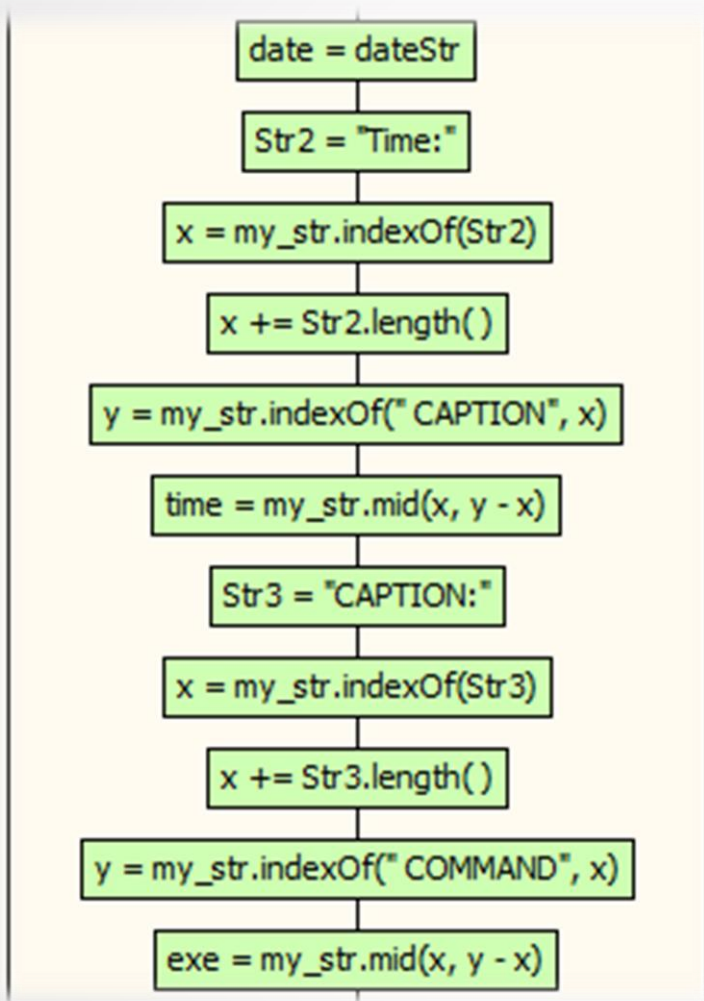 date = dateStr
Str2 = "Time:"
x = my_str.indexOf(Str2)
x += Str2.length()
y = my_str.indexOf(" CAPTION", x)
time = my_str.mid(x, y - x)
Str3 = "CAPTION:"
x = my_str.indexOf(Str3)
x += Str3.length()
y = my_str.indexOf(" COMMAND", x)
exe = my_str.mid(x, y - x)